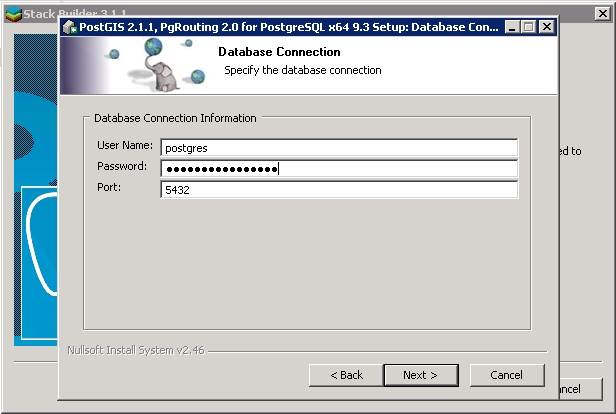 Stack Builder 3.1.1
PostGIS 2.1.1, PgRouting 2.0 for PostgreSQL x64 9.3 Setup: Database Con...
Database Connection
Specify the database connection
Database Connection Information
User Name:
postgres
Password:
••••••••••••••••
Port:
5432
ed to
Nullsoft Install System v2.46
< Back
Next >
Cancel
ncel